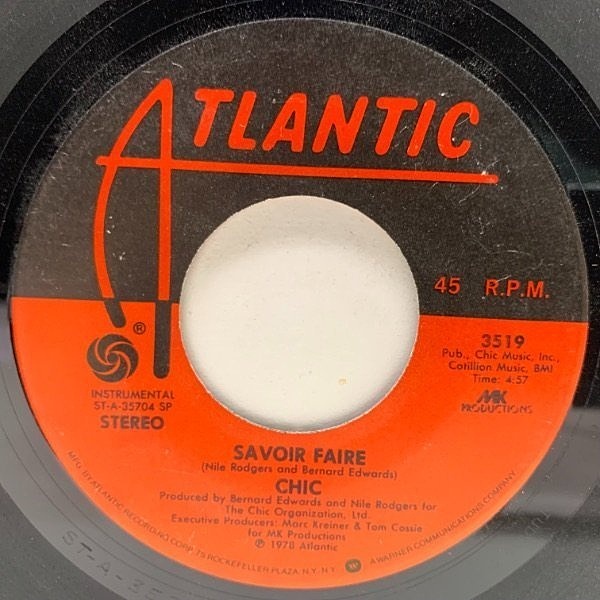 ATLANTIC
®
45 R.P.M.
3519
Pub., Chic Music, Inc.,
Cotillion Music, BMI
Time: 4:57
MK
PRODUCTIONS
INSTRUMENTAL
ST-A-35704 SP
STEREO
SAVOIR FAIRE
(Nile Rodgers and Bernard Edwards)
CHIC
Produced by Bernard Edwards and Nile Rodgers for
The Chic Organization, Ltd.
Executive Producers: Marc Kreiner & Tom Cossie
for MK Productions
℗ 1978 Atlantic
MFG. BY ATLANTIC RECORDING CORP., 75 ROCKEFELLER PLAZA, N.Y. N.Y. W A WARNER COMMUNICATIONS COMPANY
ST-A-35